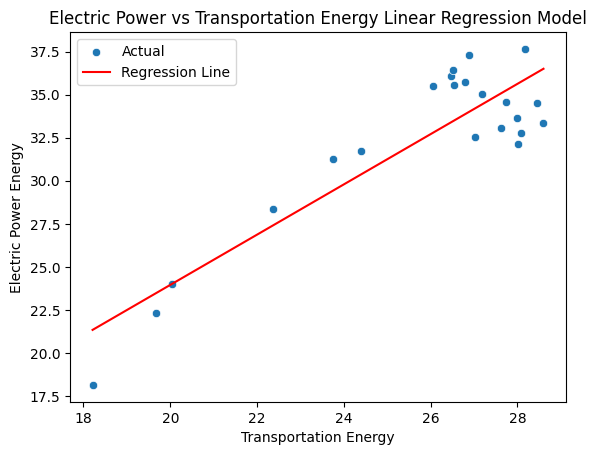 Electric Power vs Transportation Energy Linear Regression Model
Actual
Regression Line
37.5
35.0
32.5
30.0
27.5
25.0
22.5
20.0
17.5
Electric Power Energy
18 20 22 24 26 28
Transportation Energy